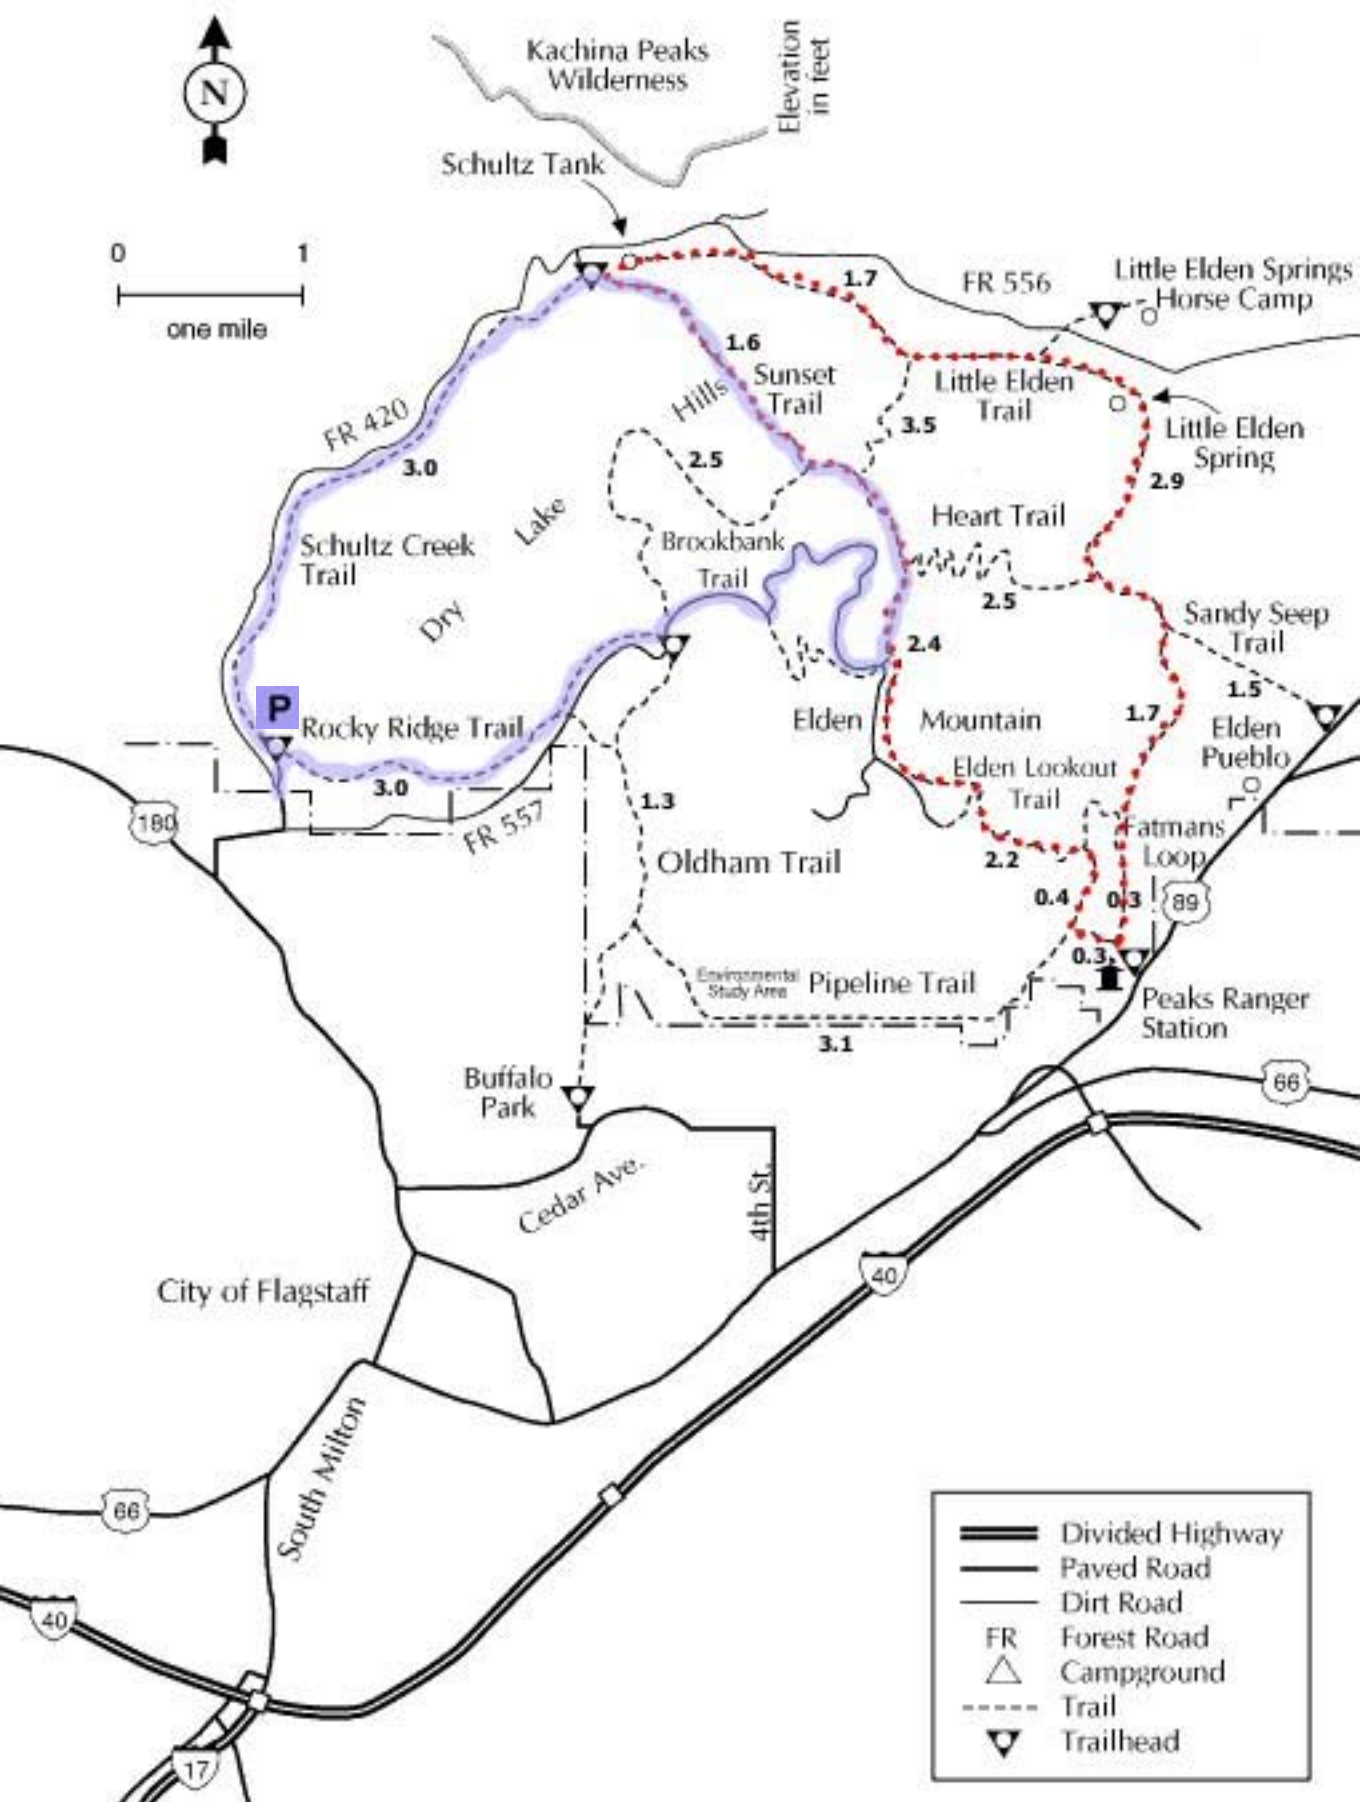 Kachina Peaks
Wilderness
Elevation
in feet
N
Schultz Tank
0 1
one mile
1.7
FR 556
Little Elden Springs
Horse Camp
1.6
Sunset
Trail
Hills
Little Elden
Trail
FR 420
3.5
Little Elden
Spring
3.0
2.5
2.9
Lake
Heart Trail
Schultz Creek
Trail
Brookbank
Trail
2.5
Dry
Sandy Seep
Trail
2.4
1.5
P
Rocky Ridge Trail
Elden
Mountain
1.7
Elden
Pueblo
Elden Lookout
Trail
3.0
1.3
180
FR 557
Fatmans
Loop
Oldham Trail
2.2
0.4
0.3
89
0.3
Environmental
Study Area
Pipeline Trail
Peaks Ranger
Station
3.1
Buffalo
Park
66
Cedar Ave.
4th St.
40
City of Flagstaff
South Milton
66
40
17
Divided Highway
Paved Road
Dirt Road
FR Forest Road
Campground
Trail
Trailhead